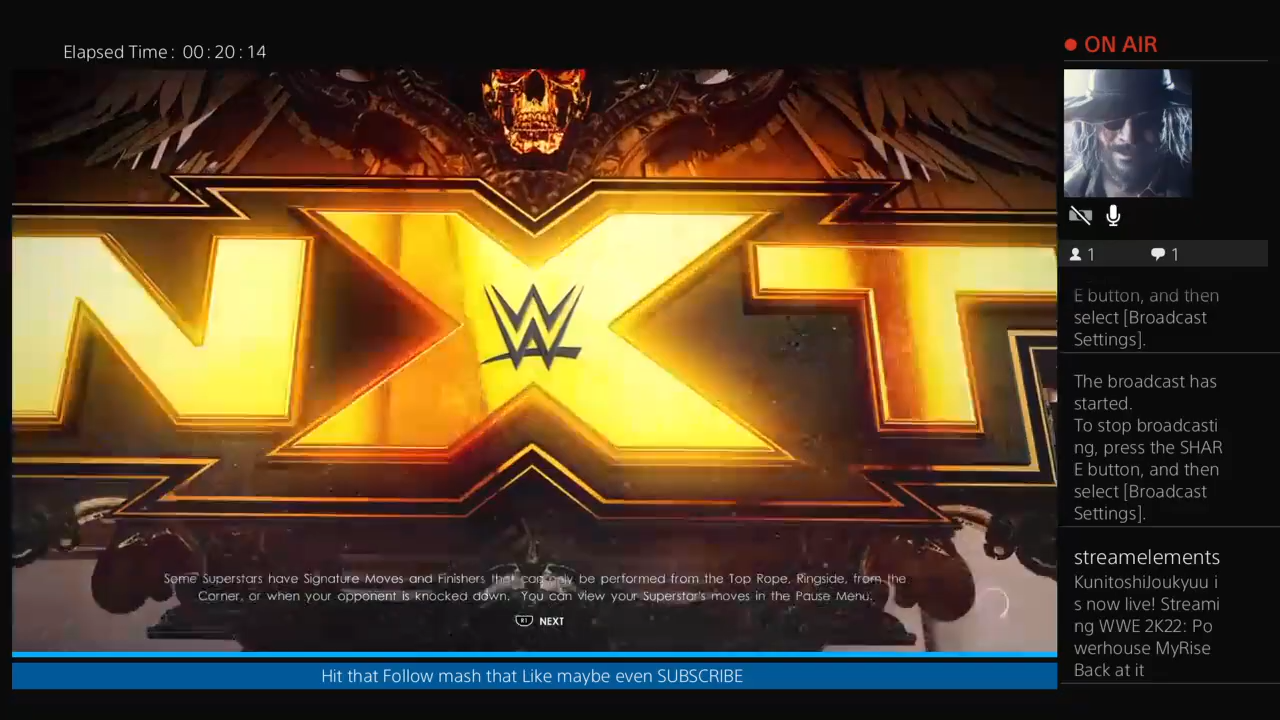 Elapsed Time: 00:20:14
ON AIR
1 1
E button, and then
select [Broadcast
Settings].
The broadcast has
started.
To stop broadcasti
ng, press the SHAR
E button, and then
select [Broadcast
Settings].
streamelements
KunitoshiJoukyuu i
s now live! Streami
ng WWE 2K22: Po
werhouse MyRise
Back at it
NXT
W
Some Superstars have Signature Moves and Finishers that can only be performed from the Top Rope, Ringside, from the
Corner, or when your opponent is knocked down. You can view your Superstar's moves in the Pause Menu.
R1 NEXT
Hit that Follow mash that Like maybe even SUBSCRIBE